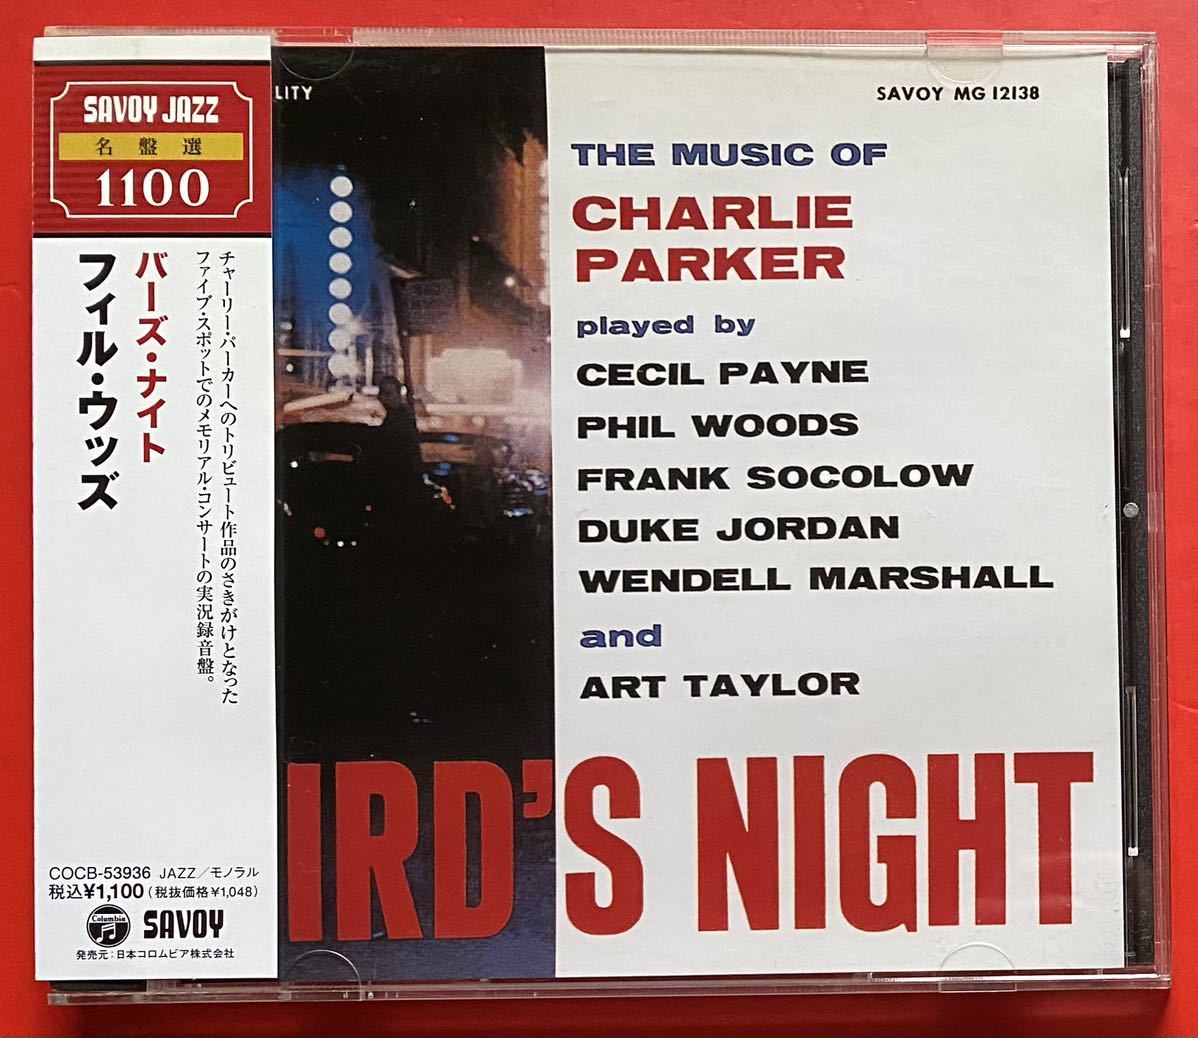 SAVOY JAZZ
名盤選
1100
チャーリー・パーカーへのトリビュート作品のさきがけとなった
ファイブ・スポットでのメモリアル・コンサートの実況録音盤。
バーズ・ナイト
フィル・ウッズ
COCB-53936 JAZZ/モノラル
税込¥1,100(税抜価格¥1,048)
Columbia SAVOY
発売元:日本コロムビア株式会社
LITY
SAVOY MG 12138
THE MUSIC OF
CHARLIE
PARKER
played by
CECIL PAYNE
PHIL WOODS
FRANK SOCOLOW
DUKE JORDAN
WENDELL MARSHALL
and
ART TAYLOR
IRD'S NIGHT